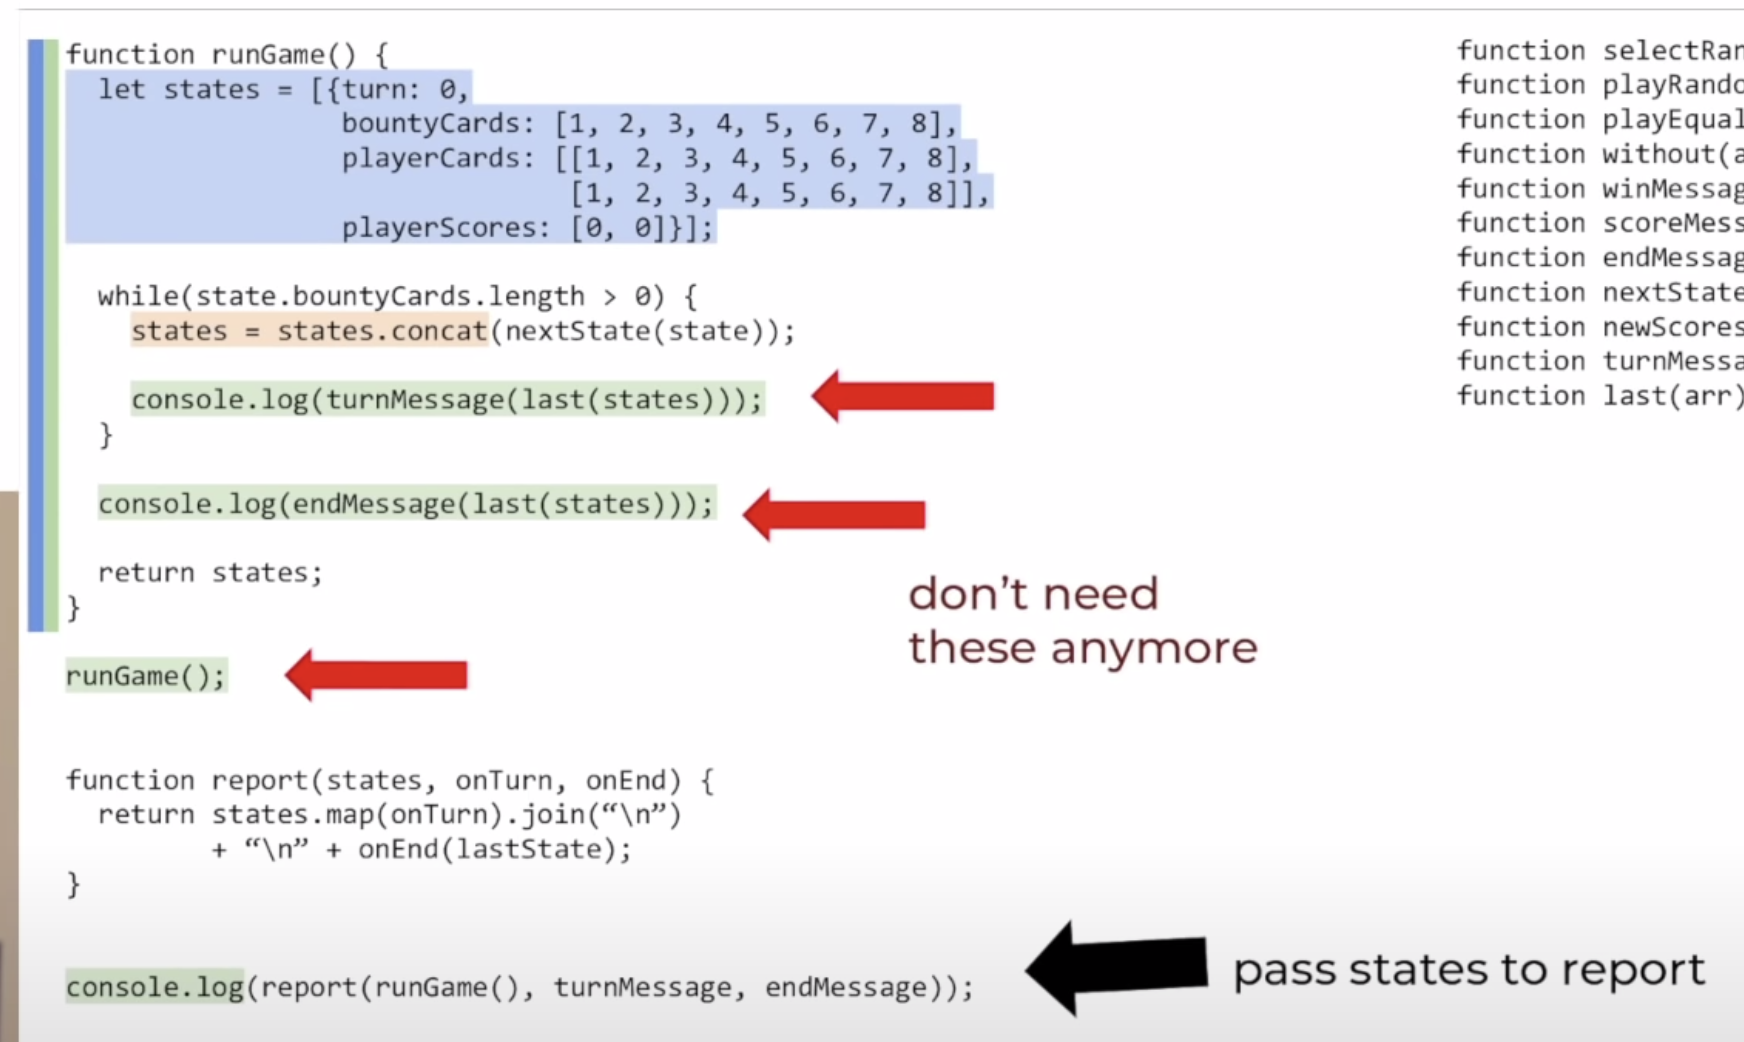 function runGame() {
let states = [{turn: 0,
bountyCards: [1, 2, 3, 4, 5, 6, 7, 8],
playerCards: [[1, 2, 3, 4, 5, 6, 7, 8],
[1, 2, 3, 4, 5, 6, 7, 8]],
playerScores: [0, 0]}];
while(state.bountyCards.length > 0) {
states = states.concat(nextState(state));
console.log(turnMessage(last(states)));
}
console.log(endMessage(last(states)));
return states;
}
runGame();
don't need
these anymore
function report(states, onTurn, onEnd) {
return states.map(onTurn).join(“\n”)
+ “\n” + onEnd(lastState);
}
console.log(report(runGame(), turnMessage, endMessage));
pass states to report
function selectRan
function playRando
function playEqual
function without(a
function winMessag
function scoreMess
function endMessag
function nextState
function newScores
function turnMessa
function last(arr)